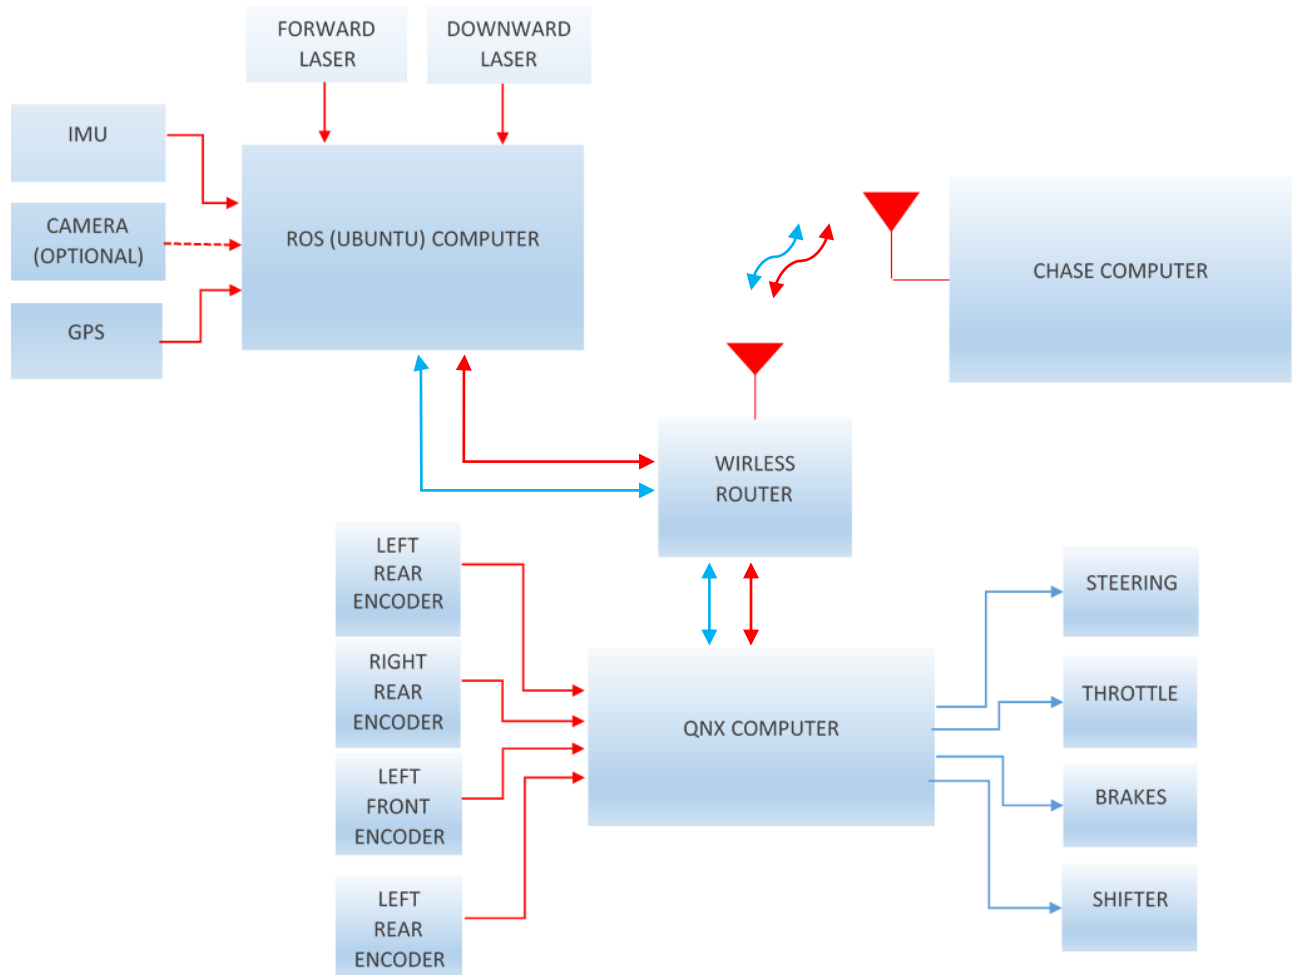 FORWARD
LASER
DOWNWARD
LASER
IMU
CAMERA
(OPTIONAL)
GPS
ROS (UBUNTU) COMPUTER
CHASE COMPUTER
WIRLESS
ROUTER
LEFT
REAR
ENCODER
RIGHT
REAR
ENCODER
LEFT
FRONT
ENCODER
LEFT
REAR
ENCODER
QNX COMPUTER
STEERING
THROTTLE
BRAKES
SHIFTER